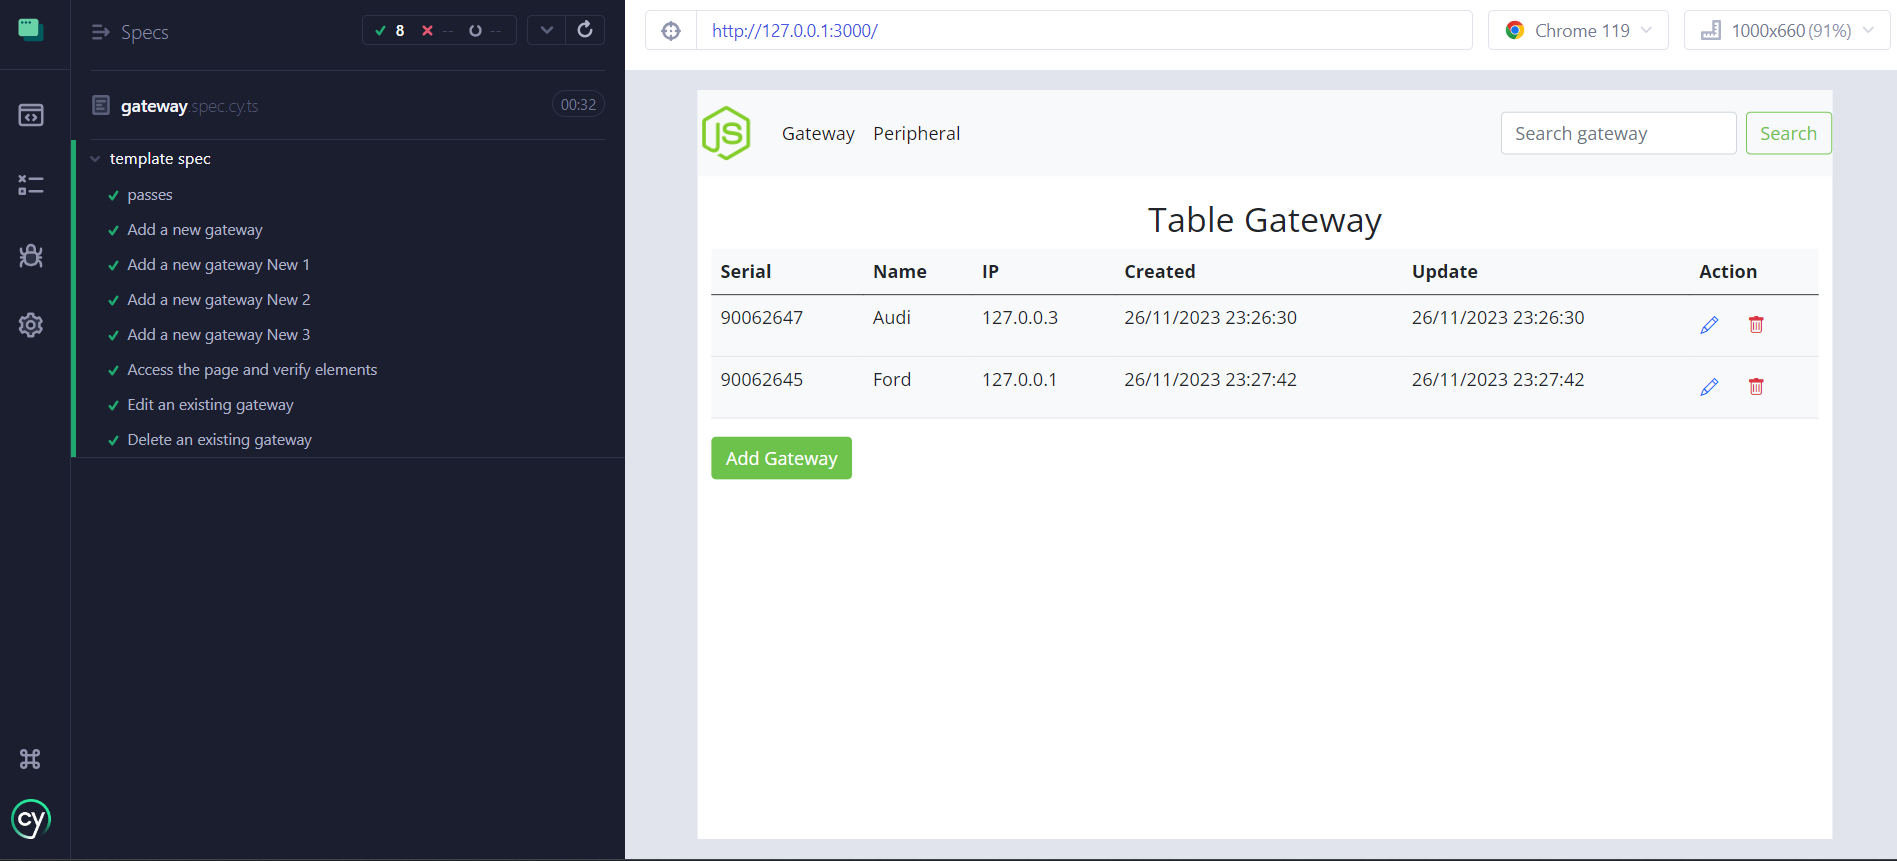 Specs
8 -- --
gateway.spec.cy.ts 00:32
template spec
passes
Add a new gateway
Add a new gateway New 1
Add a new gateway New 2
Add a new gateway New 3
Access the page and verify elements
Edit an existing gateway
Delete an existing gateway
cy
http://127.0.0.1:3000/ Chrome 119 1000x660 (91%)
JS Gateway Peripheral Search gateway Search
Table Gateway
Serial Name IP Created Update Action
90062647 Audi 127.0.0.3 26/11/2023 23:26:30 26/11/2023 23:26:30
90062645 Ford 127.0.0.1 26/11/2023 23:27:42 26/11/2023 23:27:42
Add Gateway